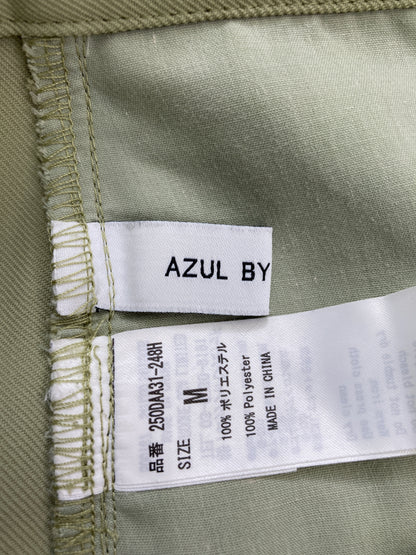 AZUL BY
品番 250DAA31-248H
SIZE M
100% ポリエステル
100% Polyester
MADE IN CHINA